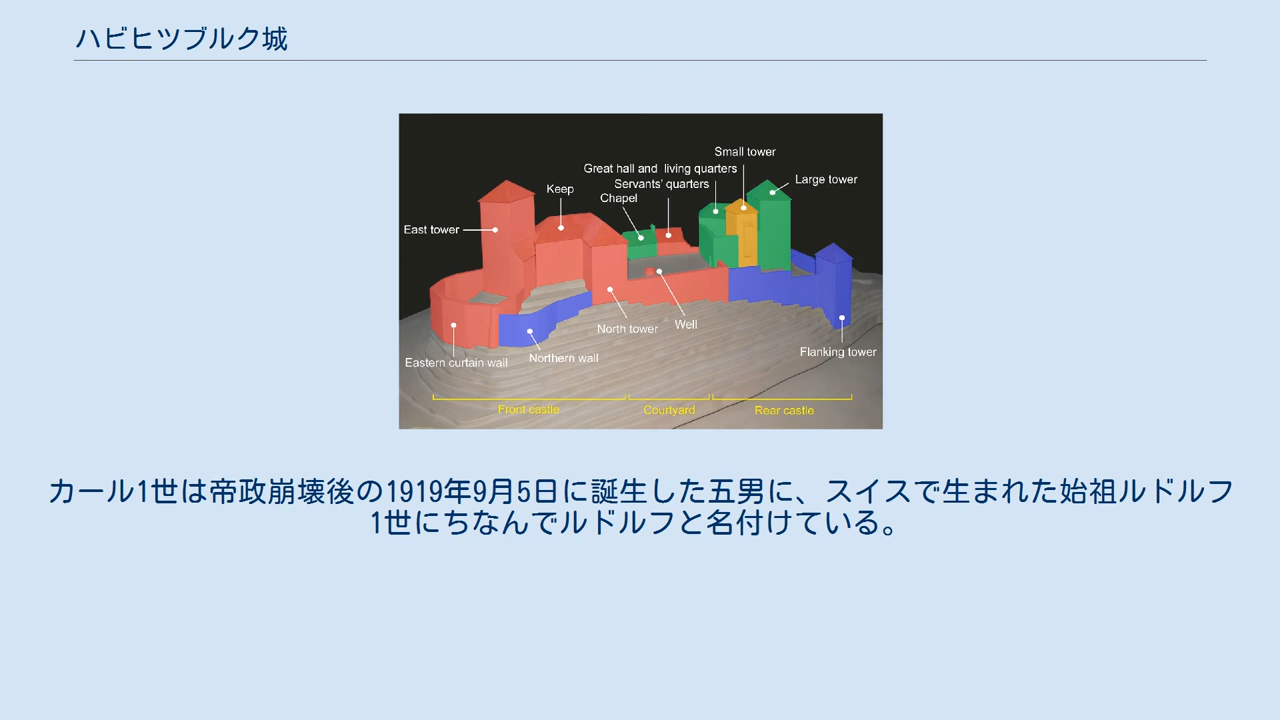 ハビヒツブルク城
Small tower
Great hall and living quarters
Large tower
Servants' quarters
Keep
Chapel
East tower
North tower
Well
Flanking tower
Northern wall
Eastern curtain wall
Front castle
Courtyard
Rear castle
カール1世は帝政崩壊後の1919年9月5日に誕生した五男に、スイスで生まれた始祖ルドルフ
1世にちなんでルドルフと名付けている。